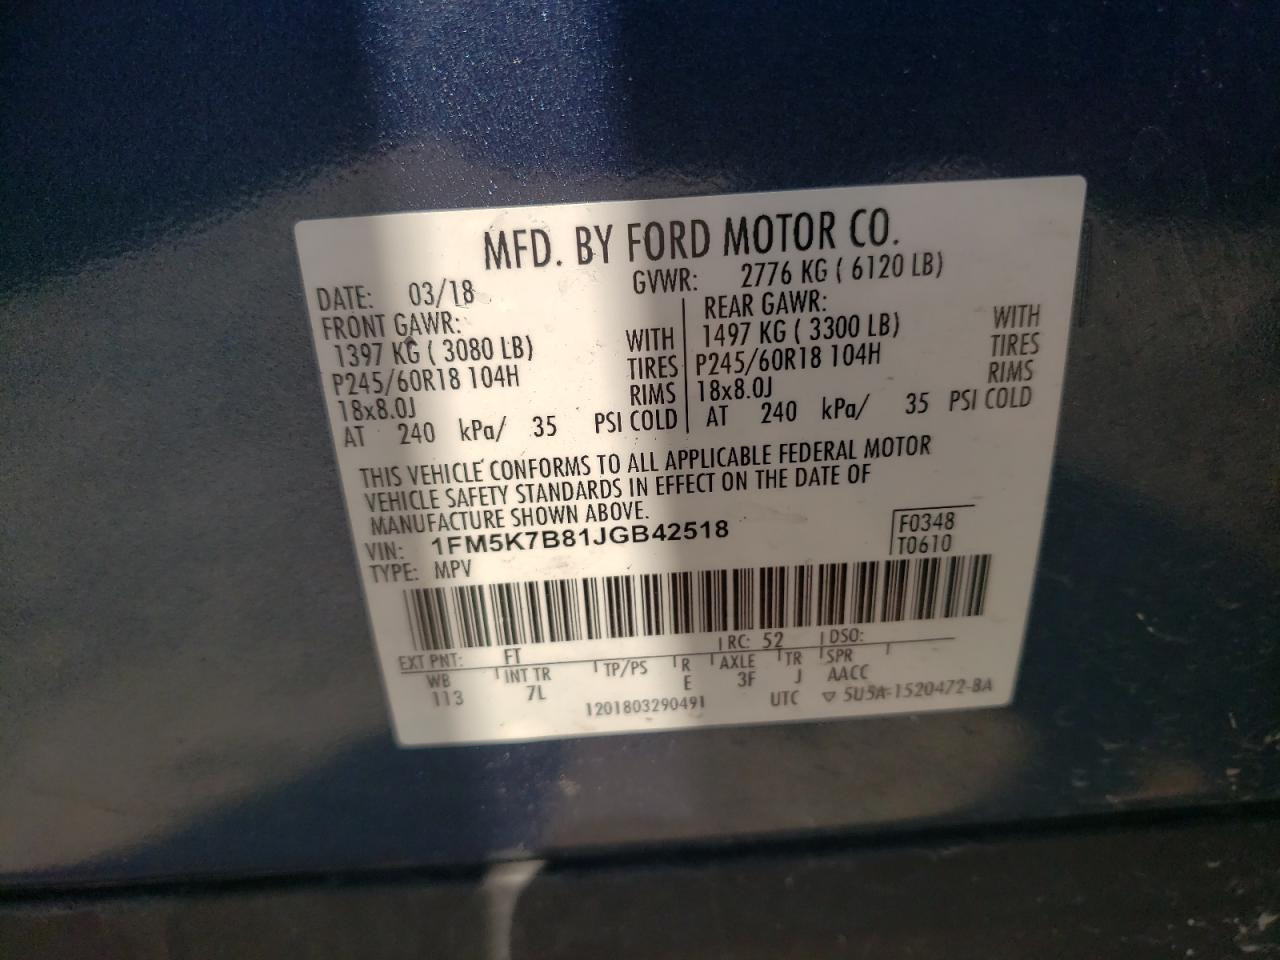 MFD. BY FORD MOTOR CO.
DATE: 03/18 GVWR: 2776 KG ( 6120 LB)
FRONT GAWR: REAR GAWR:
1397 KG ( 3080 LB) WITH 1497 KG ( 3300 LB) WITH
P245/60R18 104H TIRES P245/60R18 104H TIRES
18x8.0J RIMS 18x8.0J RIMS
AT 240 kPa/ 35 PSI COLD AT 240 kPa/ 35 PSI COLD
THIS VEHICLE CONFORMS TO ALL APPLICABLE FEDERAL MOTOR
VEHICLE SAFETY STANDARDS IN EFFECT ON THE DATE OF
MANUFACTURE SHOWN ABOVE.
VIN: 1FM5K7B81JGB42518 F0348
TYPE: MPV T0610
EXT PNT: FT RC: 52 DSO:
WB INT TR TP/PS R AXLE TR SPR
113 7L E 3F J AACC
1201803290491 UTC ▽ 5U5A-1520472-BA